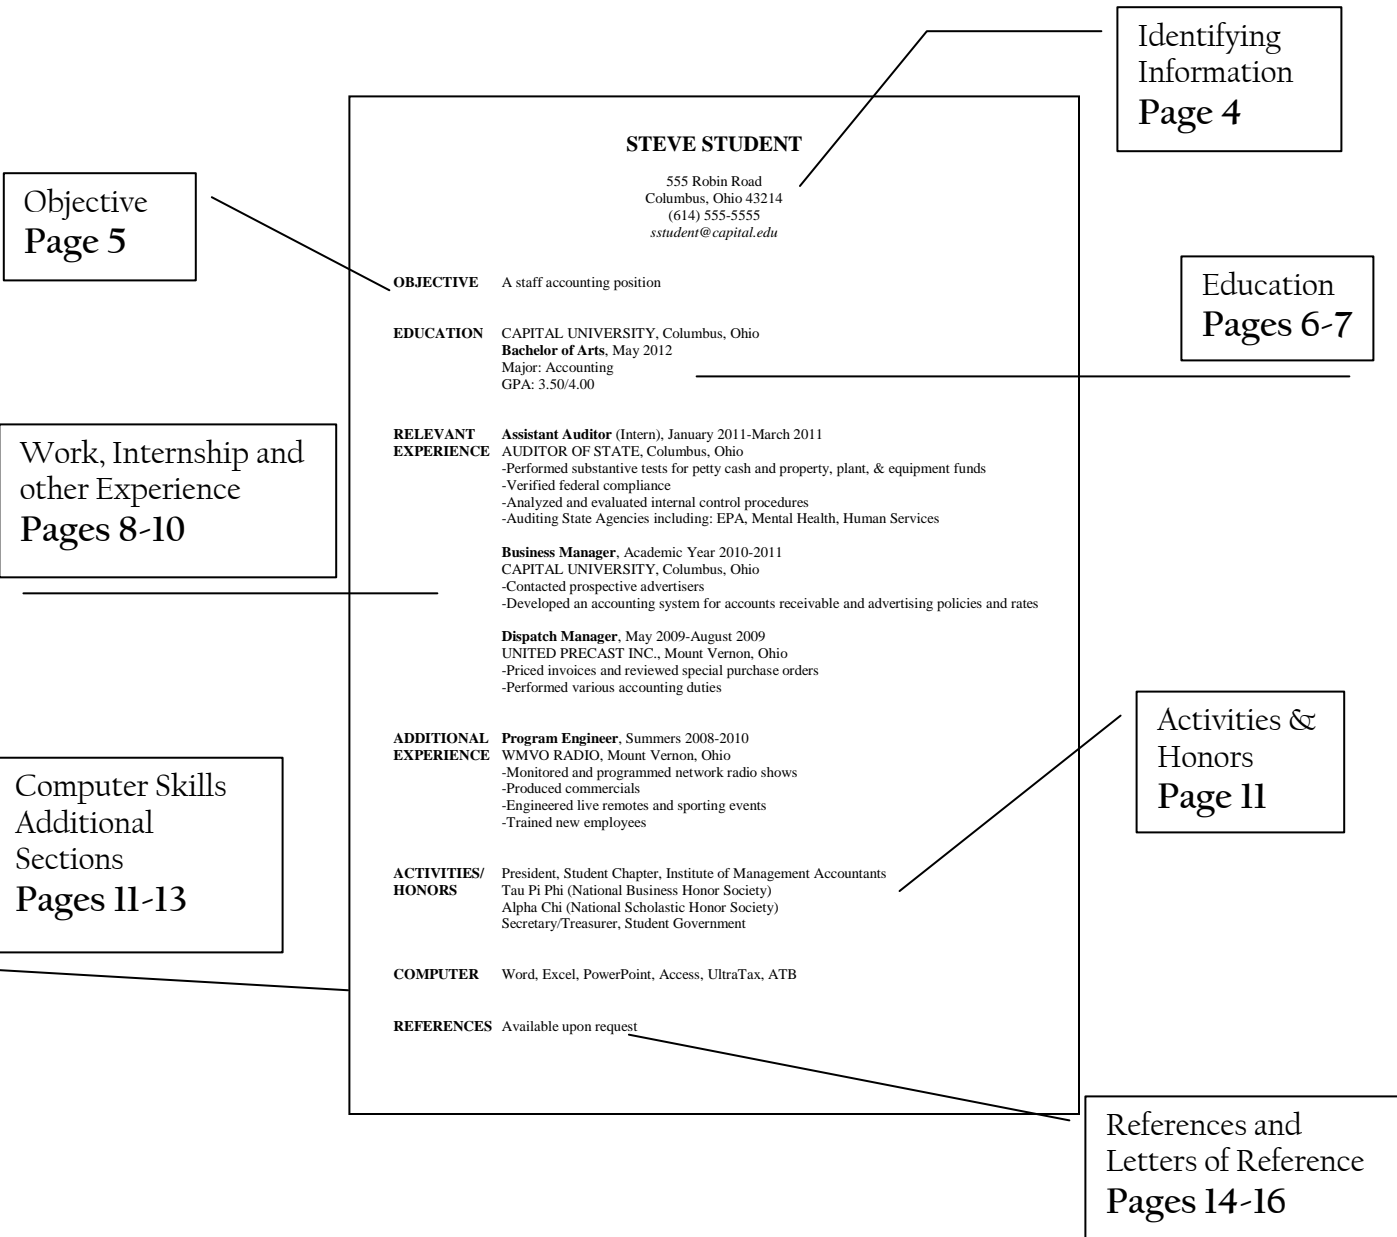 Identifying
Information
Page 4
STEVE STUDENT
555 Robin Road
Columbus, Ohio 43214
(614) 555-5555
sstudent@capital.edu
Objective
Page 5
OBJECTIVE A staff accounting position
Education
Pages 6-7
EDUCATION CAPITAL UNIVERSITY, Columbus, Ohio
Bachelor of Arts, May 2012
Major: Accounting
GPA: 3.50/4.00
Work, Internship and
other Experience
Pages 8-10
RELEVANT Assistant Auditor (Intern), January 2011-March 2011
EXPERIENCE AUDITOR OF STATE, Columbus, Ohio
-Performed substantive tests for petty cash and property, plant, & equipment funds
-Verified federal compliance
-Analyzed and evaluated internal control procedures
-Auditing State Agencies including: EPA, Mental Health, Human Services
Business Manager, Academic Year 2010-2011
CAPITAL UNIVERSITY, Columbus, Ohio
-Contacted prospective advertisers
-Developed an accounting system for accounts receivable and advertising policies and rates
Dispatch Manager, May 2009-August 2009
UNITED PRECAST INC., Mount Vernon, Ohio
-Priced invoices and reviewed special purchase orders
-Performed various accounting duties
Activities &
Honors
Page 11
ADDITIONAL Program Engineer, Summers 2008-2010
EXPERIENCE WMVO RADIO, Mount Vernon, Ohio
-Monitored and programmed network radio shows
-Produced commercials
-Engineered live remotes and sporting events
-Trained new employees
Computer Skills
Additional
Sections
Pages 11-13
ACTIVITIES/ President, Student Chapter, Institute of Management Accountants
HONORS Tau Pi Phi (National Business Honor Society)
Alpha Chi (National Scholastic Honor Society)
Secretary/Treasurer, Student Government
COMPUTER Word, Excel, PowerPoint, Access, UltraTax, ATB
REFERENCES Available upon request
References and
Letters of Reference
Pages 14-16